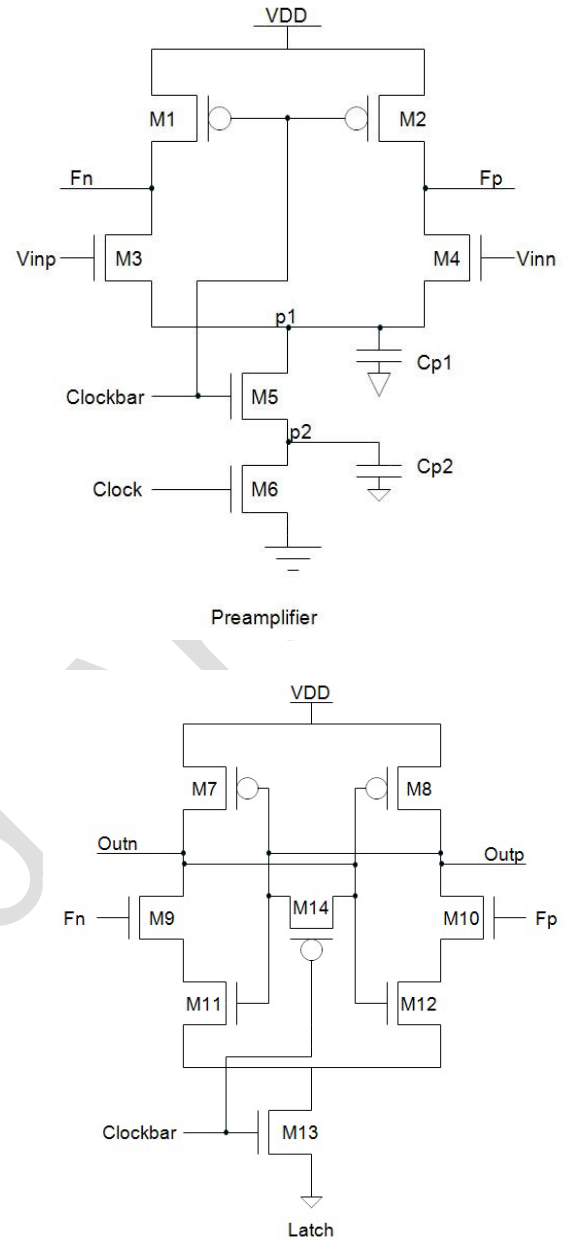 VDD
M1 M2
Fn Fp
Vinp M3 M4 Vinn
p1
Cp1
Clockbar M5
p2
Cp2
Clock M6
Preamplifier
VDD
M7 M8
Outn Outp
M14
Fn M9 M10 Fp
M11 M12
Clockbar M13
Latch